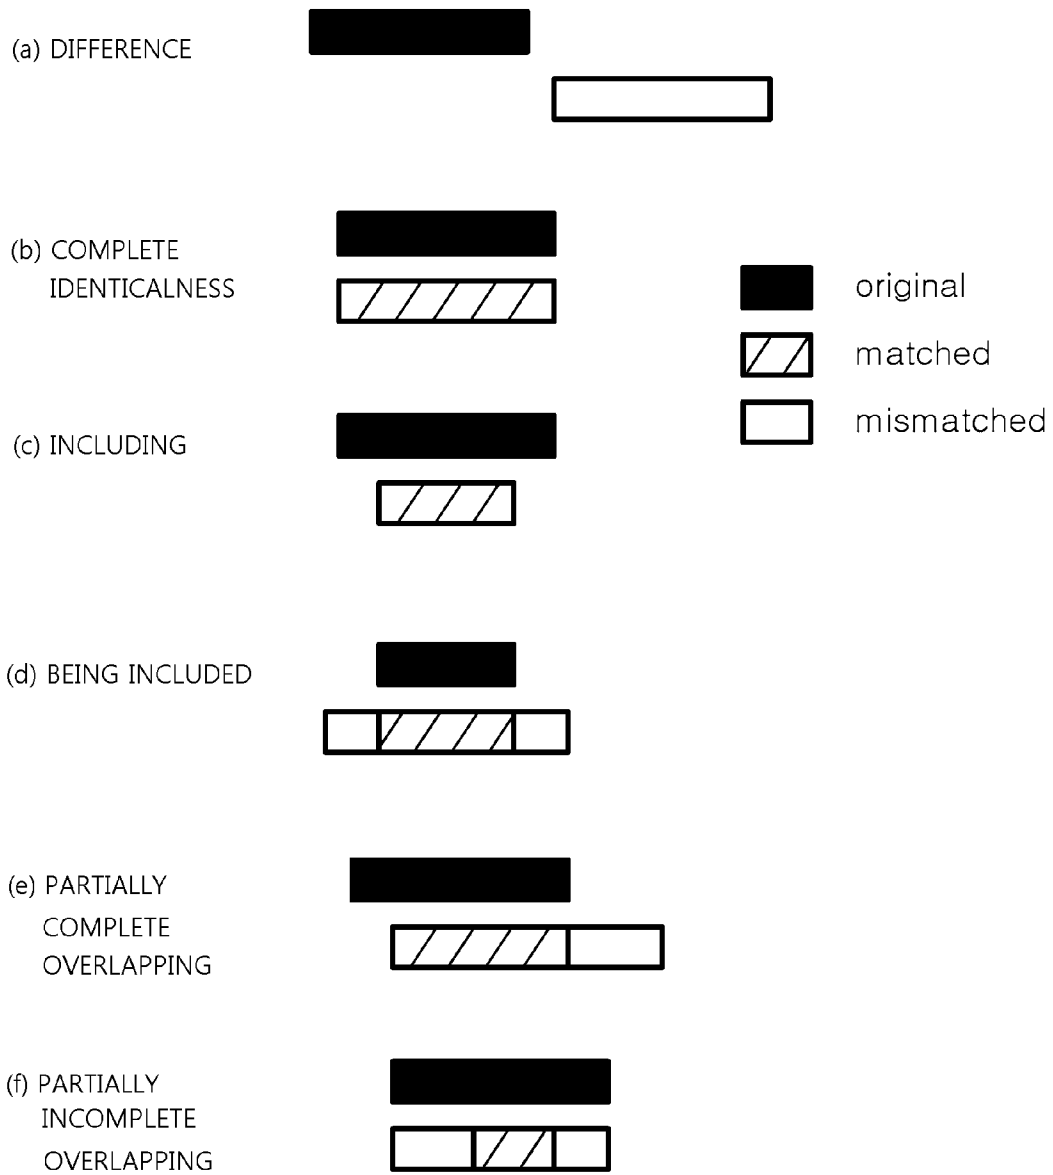 (a) DIFFERENCE
(b) COMPLETE
IDENTICALNESS
original
matched
mismatched
(c) INCLUDING
(d) BEING INCLUDED
(e) PARTIALLY
COMPLETE
OVERLAPPING
(f) PARTIALLY
INCOMPLETE
OVERLAPPING